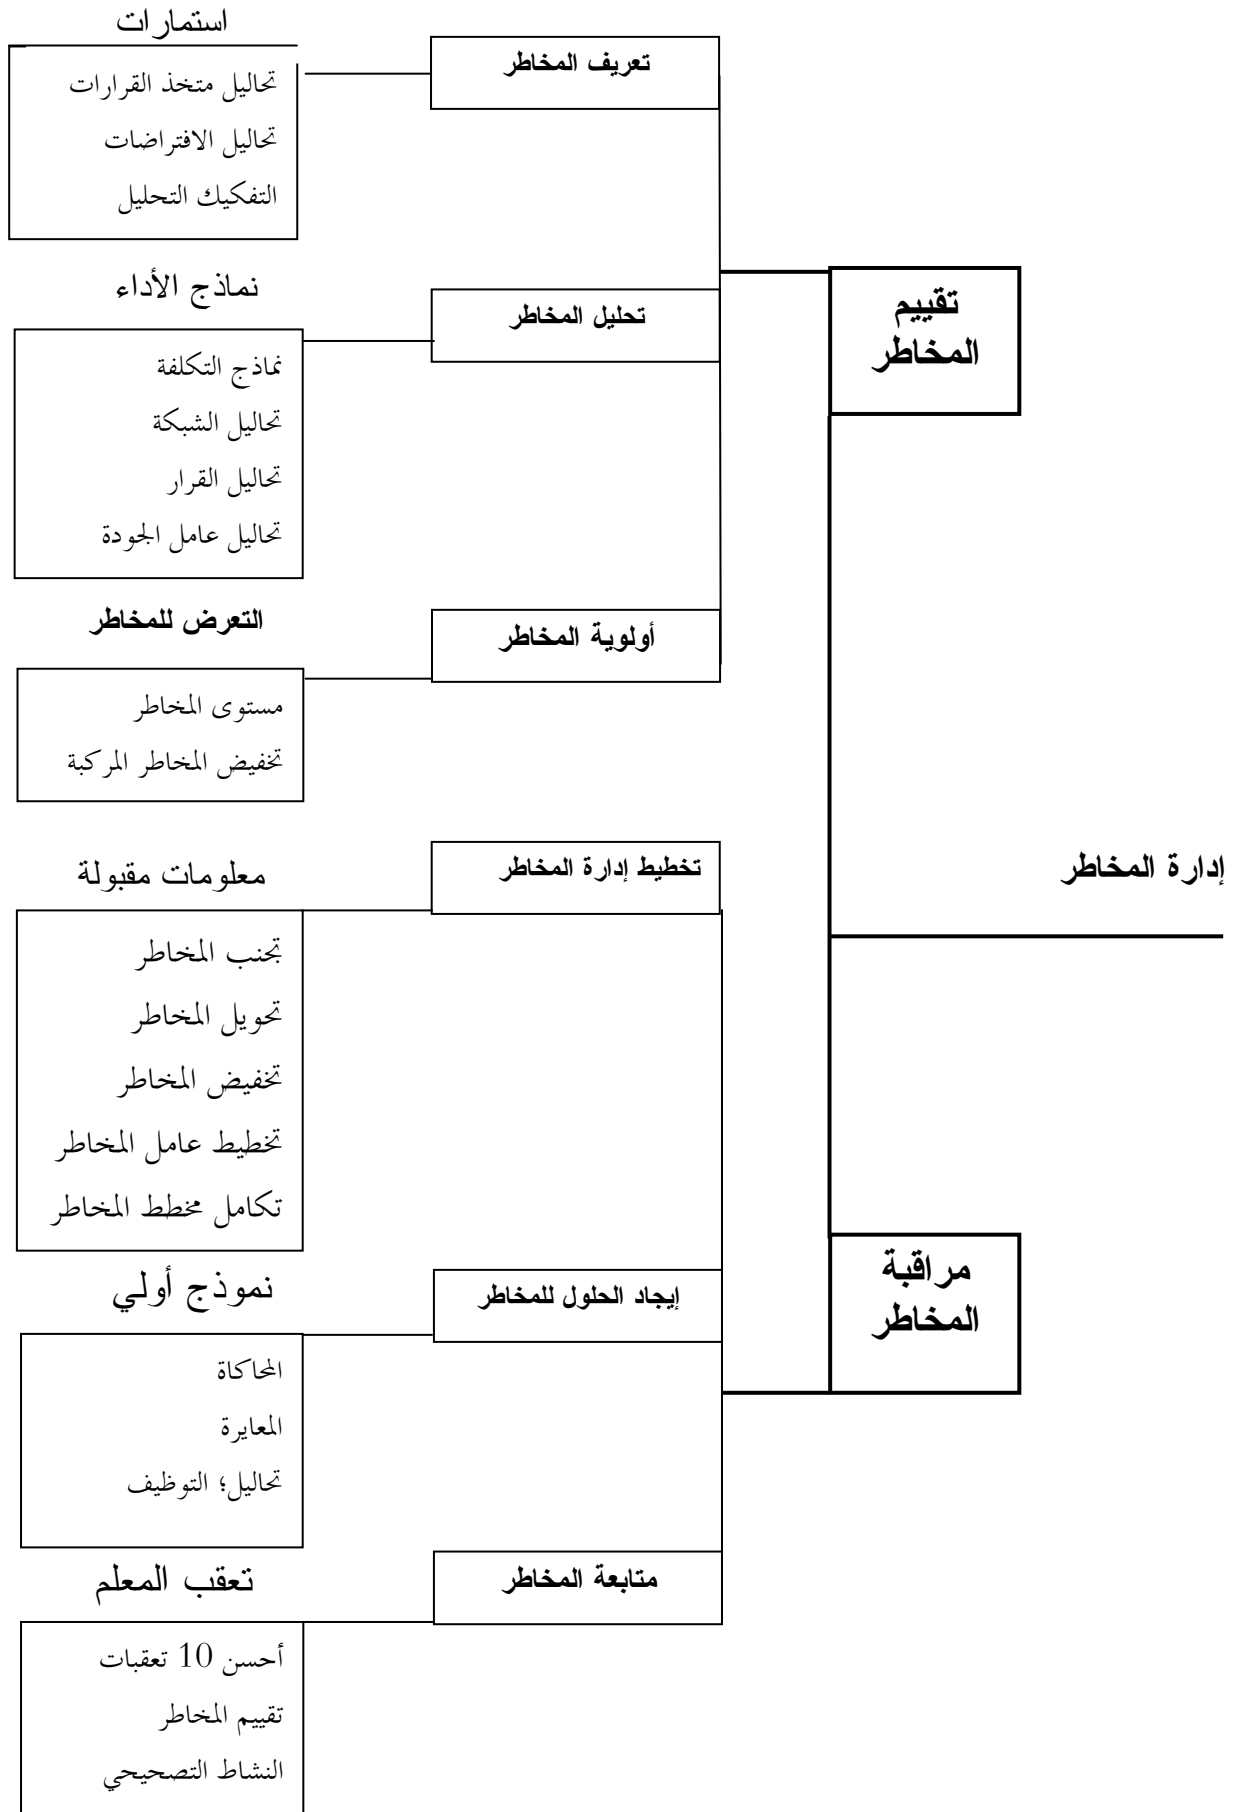 إدارة المخاطر
تقييم
المخاطر
تعريف المخاطر
استمارات
تحاليل متخذ القرارات
تحاليل الافتراضات
التفكيك التحليل
تحليل المخاطر
نماذج الأداء
نماذج التكلفة
تحاليل الشبكة
تحاليل القرار
تحاليل عامل الجودة
أولوية المخاطر
التعرض للمخاطر
مستوى المخاطر
تخفيض المخاطر المركبة
مراقبة
المخاطر
تخطيط إدارة المخاطر
معلومات مقبولة
تجنب المخاطر
تحويل المخاطر
تخفيض المخاطر
تخطيط عامل المخاطر
تكامل مخطط المخاطر
إيجاد الحلول للمخاطر
نموذج أولي
المحاكاة
المعايرة
تحاليل؛ التوظيف
متابعة المخاطر
تعقب المعلم
أحسن 10 تعقبات
تقييم المخاطر
النشاط التصحيحي